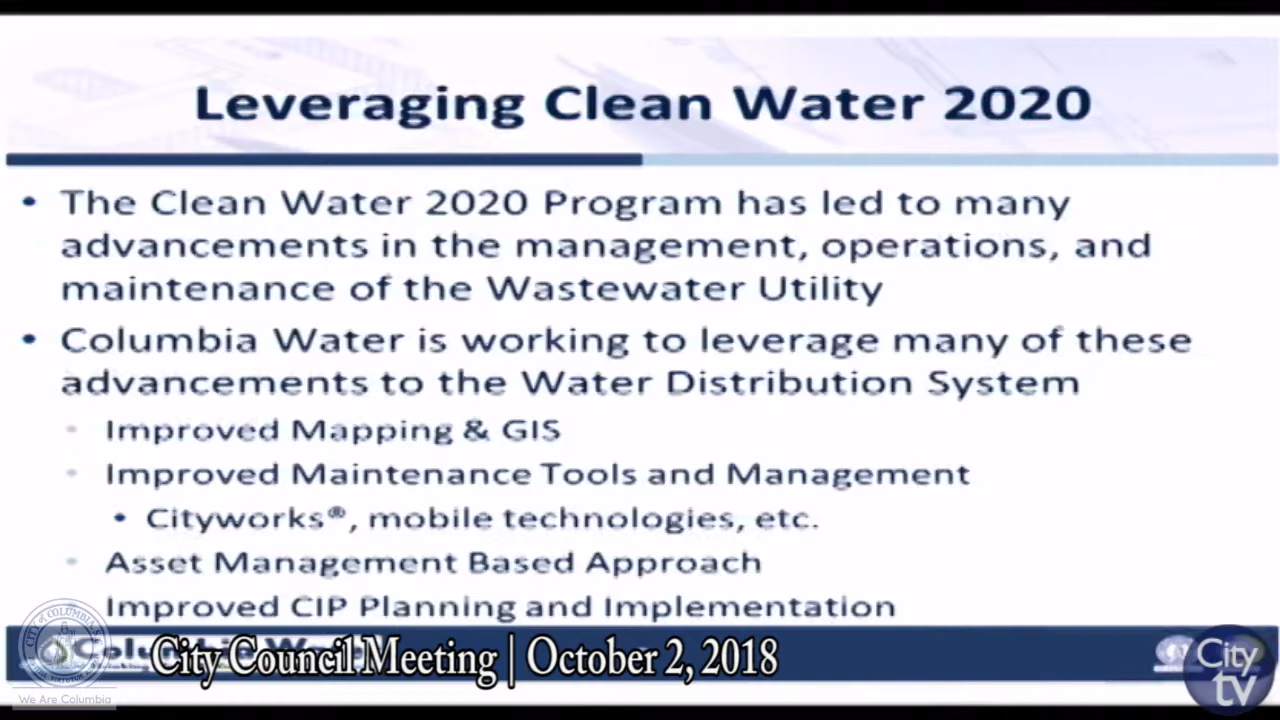 Leveraging Clean Water 2020
• The Clean Water 2020 Program has led to many
advancements in the management, operations, and
maintenance of the Wastewater Utility
• Columbia Water is working to leverage many of these
advancements to the Water Distribution System
• Improved Mapping & GIS
• Improved Maintenance Tools and Management
• Cityworks®, mobile technologies, etc.
• Asset Management Based Approach
Improved CIP Planning and Implementation
City Council Meeting | October 2, 2018
We Are Columbia
City
tv